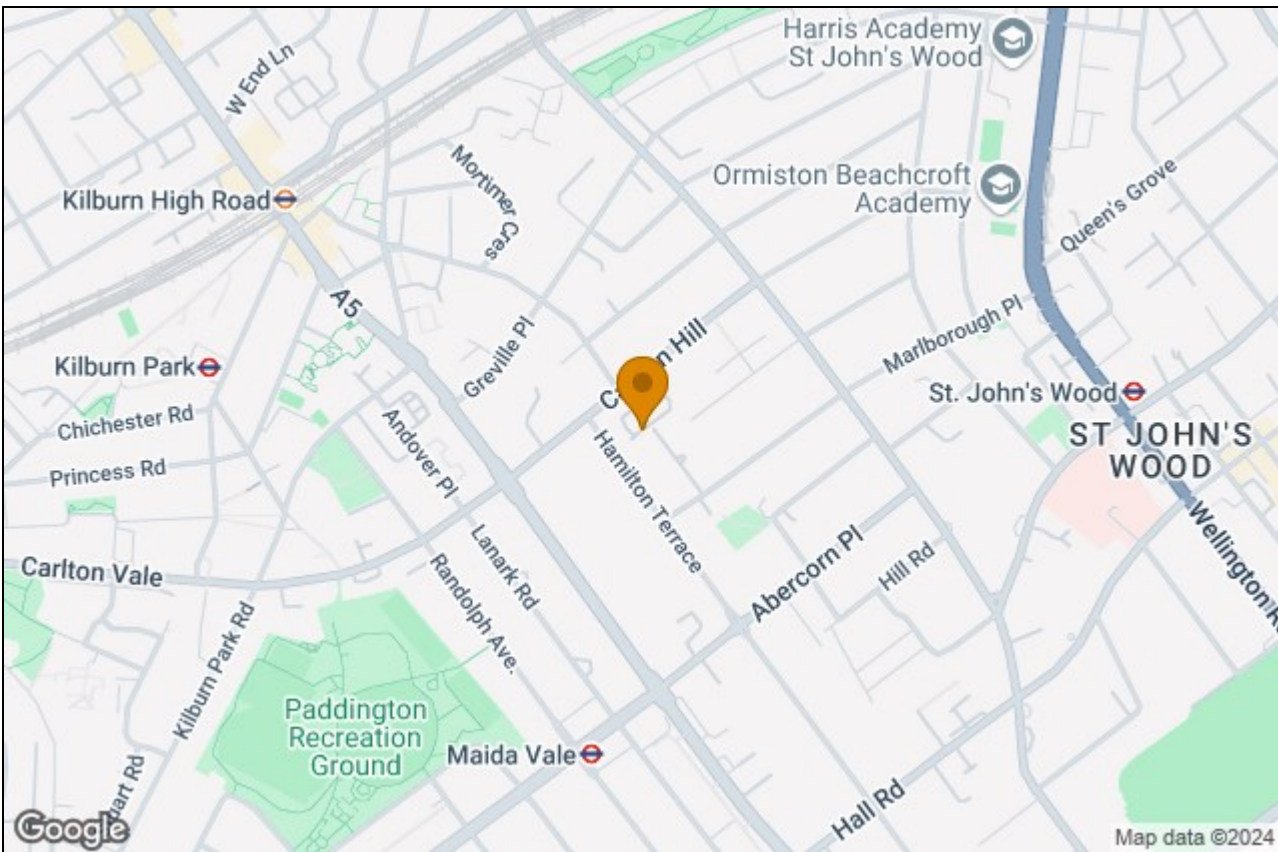 Harris Academy
St John's Wood
W End Ln
Mortimer Cres
Ormiston Beachcroft
Academy
Queen's Grove
Kilburn High Road
A5
Greville Pl
Hill
Marlborough Pl
Kilburn Park
St. John's Wood
Chichester Rd
Andover Pl
ST JOHN'S
WOOD
Princess Rd
Hamilton Terrace
Wellington
Lanark Rd
Abercorn Pl
Hill Rd
Carlton Vale
Randolph Ave.
Kilburn Park Rd
Paddington
Recreation
Ground
Maida Vale
Hall Rd
Rd
Google
Map data ©2024